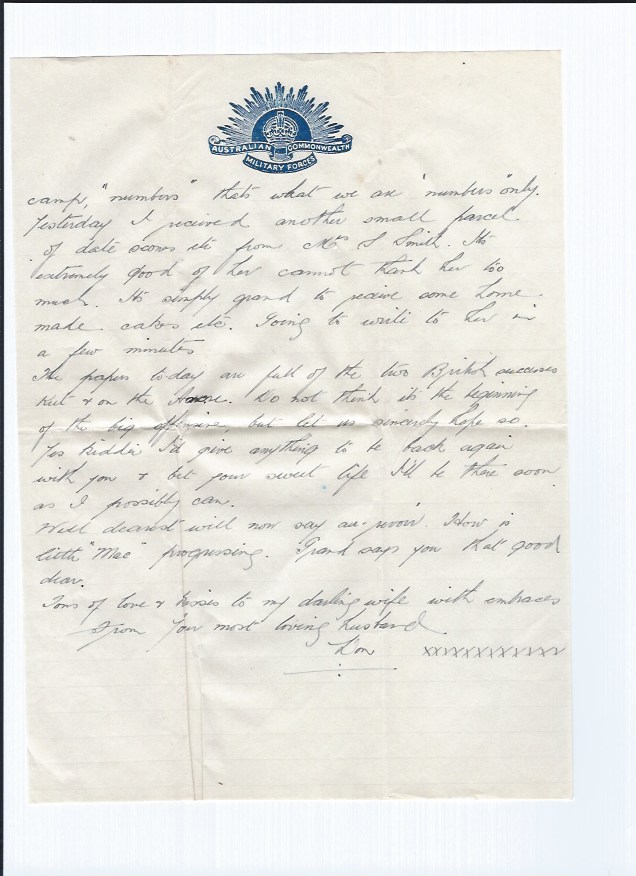 AUSTRALIAN COMMONWEALTH
MILITARY FORCES
camp, "numbers" thats what we are "numbers" only.
Yesterday I received another small parcel
of date scones etc from Mrs S Smith. Its
extremely good of her cannot thank her too
much. Its simply grand to receive some home
made cakes etc. Going to write to her in
a few minutes
The papers to-day are full of the two British successes
Kut & on the Ancre. Do not think its the beginning
of the big offensive, but let us sincerely hope so.
Yes Kiddie I'd give anything to be back again
with you & bet your sweet life I'll be there soon
as I possibly can.
Well dearest will now say au-revoir. How is
little "Mac" progressing. Grand says you that good
dear.
Tons of love & kisses to my darling wife with embraces
From Your most loving husband
xxxxxxxxxxxxx